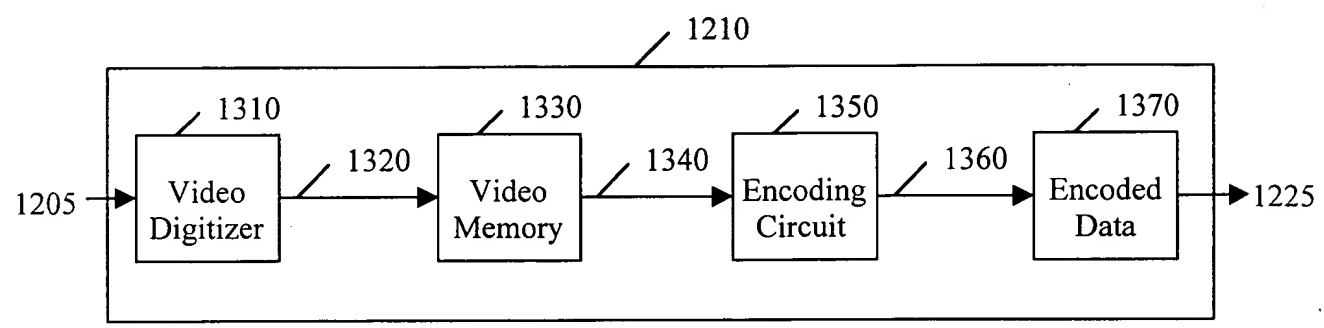 1210
1310
1330
1350
1370
1320
1340
1360
1205
Video
Digitizer
Video
Memory
Encoding
Circuit
Encoded
Data
1225